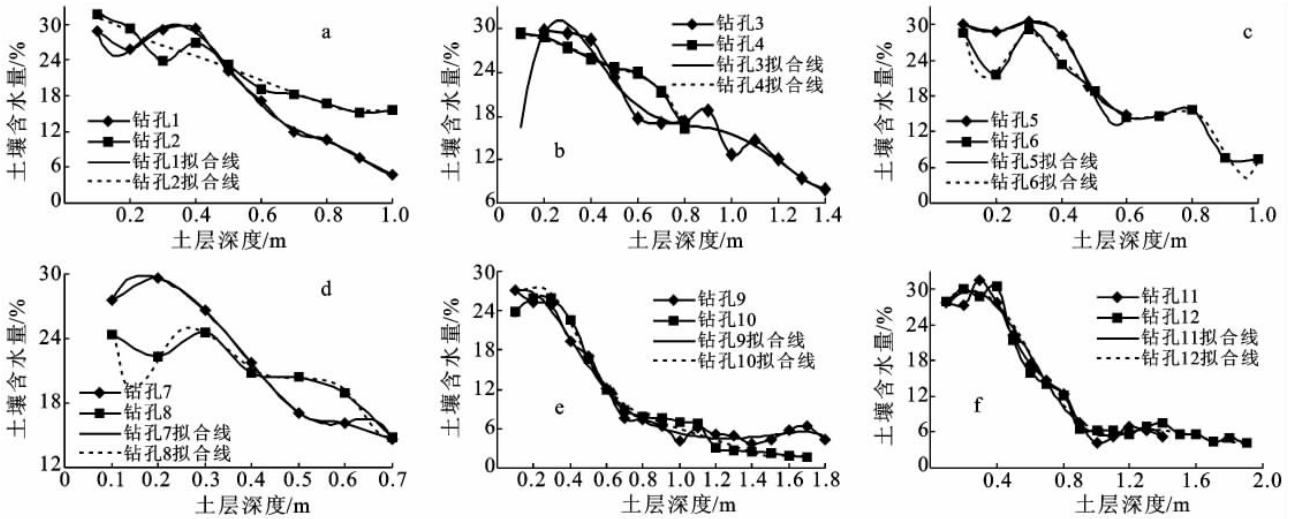 a
土壤含水量/%
30
24
18
12
6
0
钻孔1
钻孔2
钻孔1拟合线
钻孔2拟合线
0.2 0.4 0.6 0.8 1.0
土层深度/m
b
土壤含水量/%
30
24
18
12
6
钻孔3
钻孔4
钻孔3拟合线
钻孔4拟合线
0.2 0.4 0.6 0.8 1.0 1.2 1.4
土层深度/m
c
土壤含水量/%
30
24
18
12
6
0
钻孔5
钻孔6
钻孔5拟合线
钻孔6拟合线
0.2 0.4 0.6 0.8 1.0
土层深度/m
d
土壤含水量/%
30
24
18
12
钻孔7
钻孔8
钻孔7拟合线
钻孔8拟合线
0.1 0.2 0.3 0.4 0.5 0.6 0.7
土层深度/m
e
土壤含水量/%
30
24
18
12
6
0
钻孔9
钻孔10
钻孔9拟合线
钻孔10拟合线
0.2 0.4 0.6 0.8 1.0 1.2 1.4 1.6 1.8
土层深度/m
f
土壤含水量/%
30
24
18
12
6
0
钻孔11
钻孔12
钻孔11拟合线
钻孔12拟合线
0.4 0.8 1.2 1.6 2.0
土层深度/m